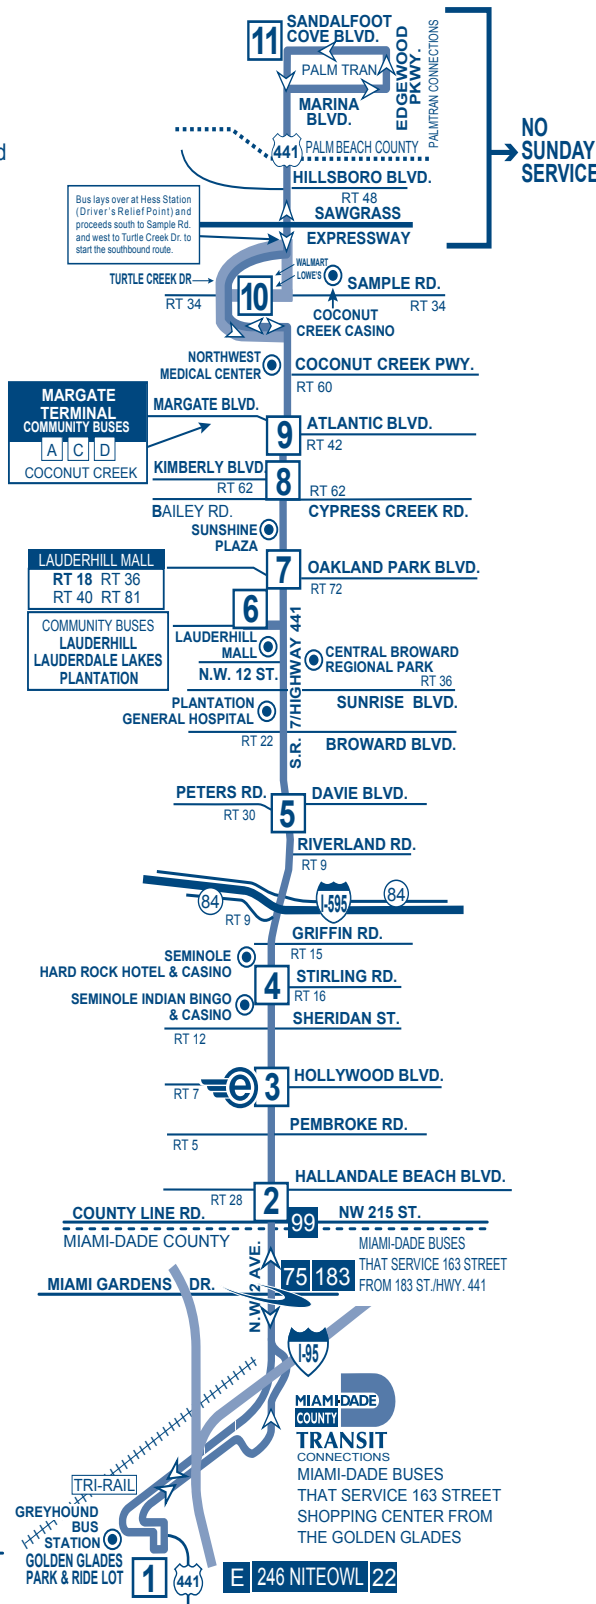 SANDALFOOT
COVE BLVD.
11
PALM TRAN
EDGEWOOD
PKWY.
PALMTRAN CONNECTIONS
MARINA
BLVD.
NO
SUNDAY
SERVICE
d
441
PALM BEACH COUNTY
HILLSBORO BLVD.
RT 48
SAWGRASS
EXPRESSWAY
Bus lays over at Hess Station
(Driver's Relief Point) and
proceeds south to Sample Rd.
and west to Turtle Creek Dr. to
start the southbound route.
WALMART
LOWE'S
TURTLE CREEK DR
10
SAMPLE RD.
RT 34
RT 34
COCONUT
CREEK CASINO
NORTHWEST
MEDICAL CENTER
COCONUT CREEK PWY.
RT 60
MARGATE
TERMINAL
COMMUNITY BUSES
A C D
COCONUT CREEK
MARGATE BLVD.
9
ATLANTIC BLVD.
RT 42
KIMBERLY BLVD
RT 62
8
RT 62
BAILEY RD.
CYPRESS CREEK RD.
SUNSHINE
PLAZA
LAUDERHILL MALL
RT 18 RT 36
RT 40 RT 81
7
OAKLAND PARK BLVD.
RT 72
6
COMMUNITY BUSES
LAUDERHILL
LAUDERDALE LAKES
PLANTATION
LAUDERHILL
MALL
S.R. 7/HIGHWAY 441
CENTRAL BROWARD
REGIONAL PARK
N.W. 12 ST.
RT 36
SUNRISE BLVD.
PLANTATION
GENERAL HOSPITAL
RT 22
BROWARD BLVD.
PETERS RD.
RT 30
5
DAVIE BLVD.
RIVERLAND RD.
RT 9
84
I-595
84
RT 9
GRIFFIN RD.
RT 15
SEMINOLE
HARD ROCK HOTEL & CASINO
4
STIRLING RD.
RT 16
SEMINOLE INDIAN BINGO
& CASINO
SHERIDAN ST.
RT 12
RT 7
e
3
HOLLYWOOD BLVD.
PEMBROKE RD.
RT 5
HALLANDALE BEACH BLVD.
RT 28
2
COUNTY LINE RD.
99
NW 215 ST.
MIAMI-DADE COUNTY
MIAMI-DADE BUSES
THAT SERVICE 163 STREET
FROM 183 ST./HWY. 441
75 183
MIAMI GARDENS DR.
N.W. 2 AVE.
I-95
MIAMI-DADE
COUNTY
TRANSIT
CONNECTIONS
MIAMI-DADE BUSES
THAT SERVICE 163 STREET
SHOPPING CENTER FROM
THE GOLDEN GLADES
TRI-RAIL
GREYHOUND
BUS
STATION
GOLDEN GLADES
PARK & RIDE LOT
1
441
E 246 NITEOWL 22